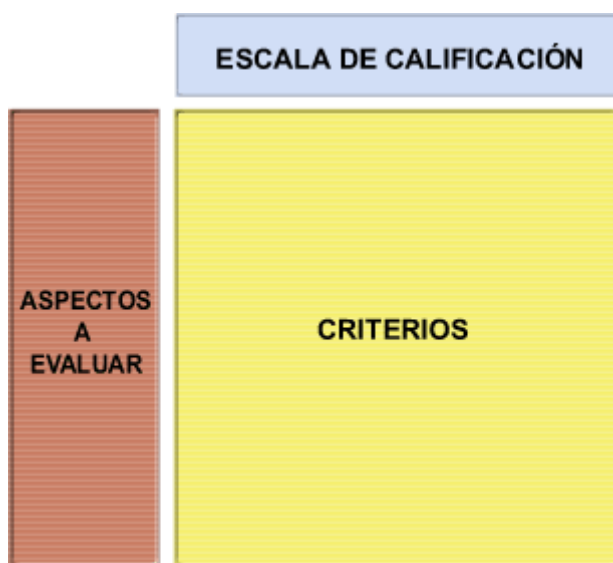 ESCALA DE CALIFICACIÓN
ASPECTOS
A
EVALUAR
CRITERIOS